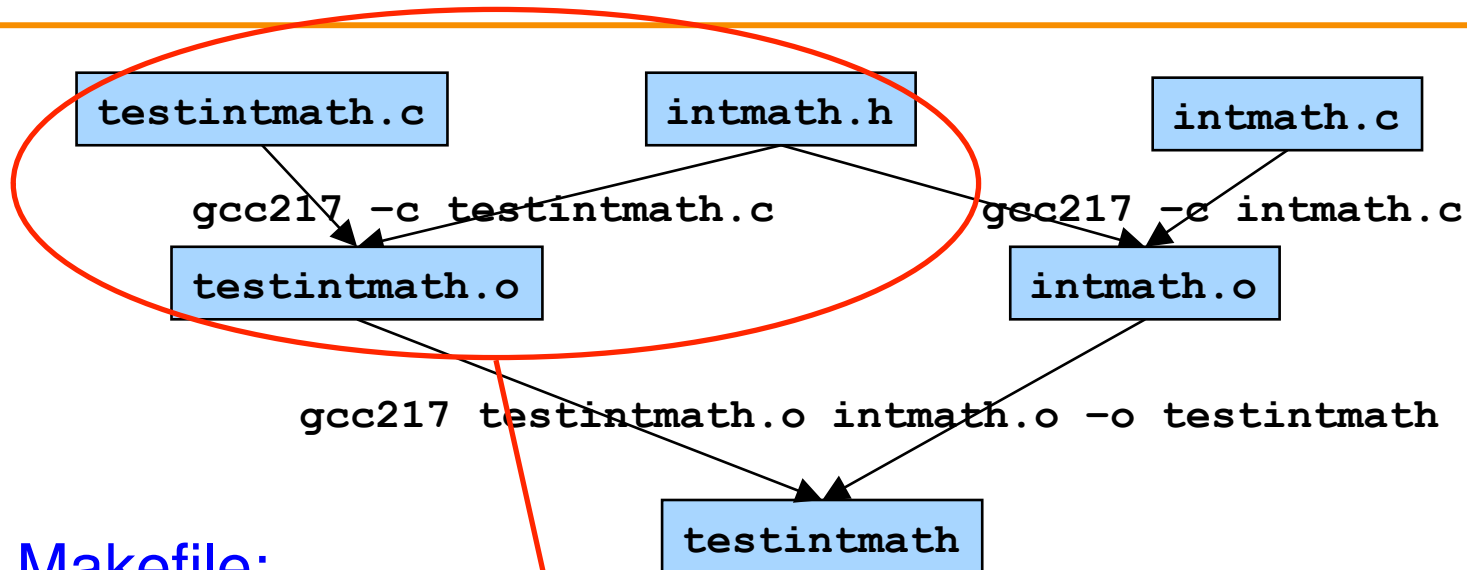 testintmath.c
intmath.h
intmath.c
gcc217 –c testintmath.c
gcc217 –c intmath.c
testintmath.o
intmath.o
gcc217 testintmath.o intmath.o –o testintmath
testintmath
Makefile: